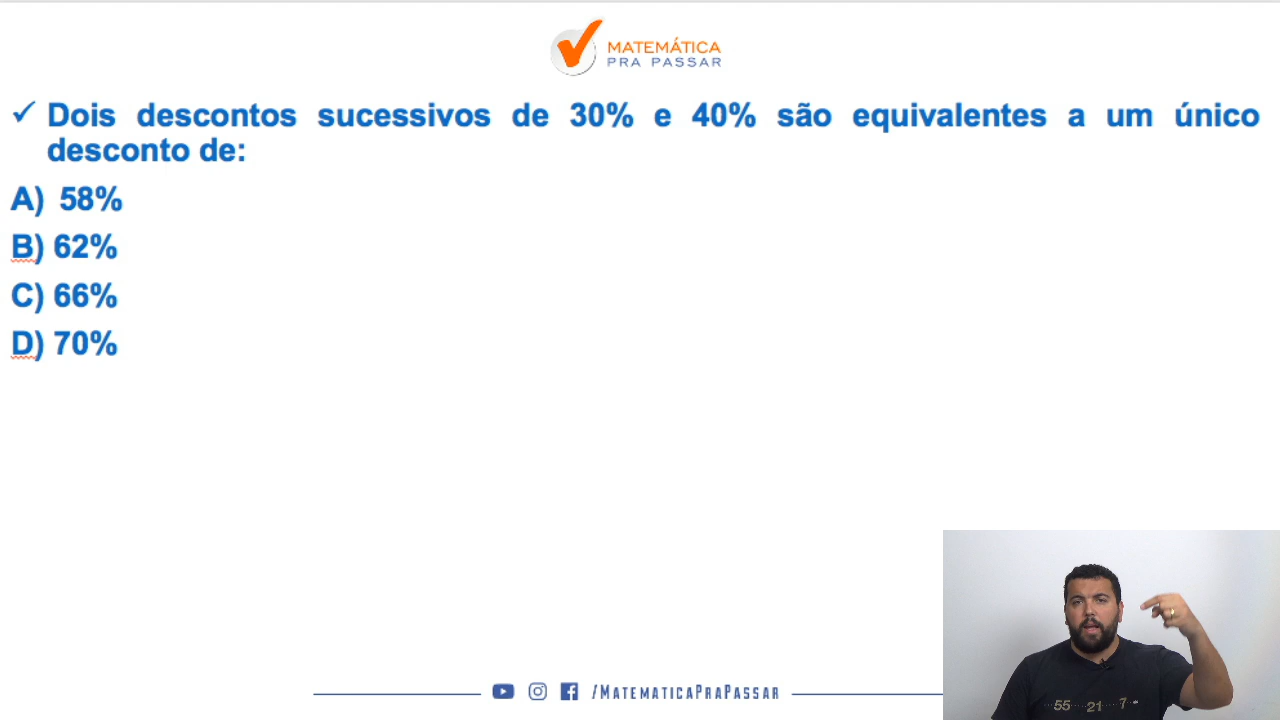 MATEMÁTICA
PRA PASSAR
✓ Dois descontos sucessivos de 30% e 40% são equivalentes a um único
desconto de:
A) 58%
B) 62%
C) 66%
D) 70%
55 21 7
/MATEMATICAPRAPASSAR